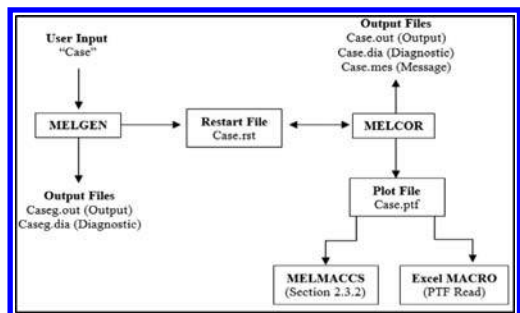 User Input
“Case”
Output Files
Case.out (Output)
Case.dia (Diagnostic)
Case.mes (Message)
MELGEN
Restart File
Case.rst
MELCOR
Output Files
Caseg.out (Output)
Caseg.dia (Diagnostic)
Plot File
Case.ptf
MELMACCS
(Section 2.3.2)
Excel MACRO
(PTF Read)